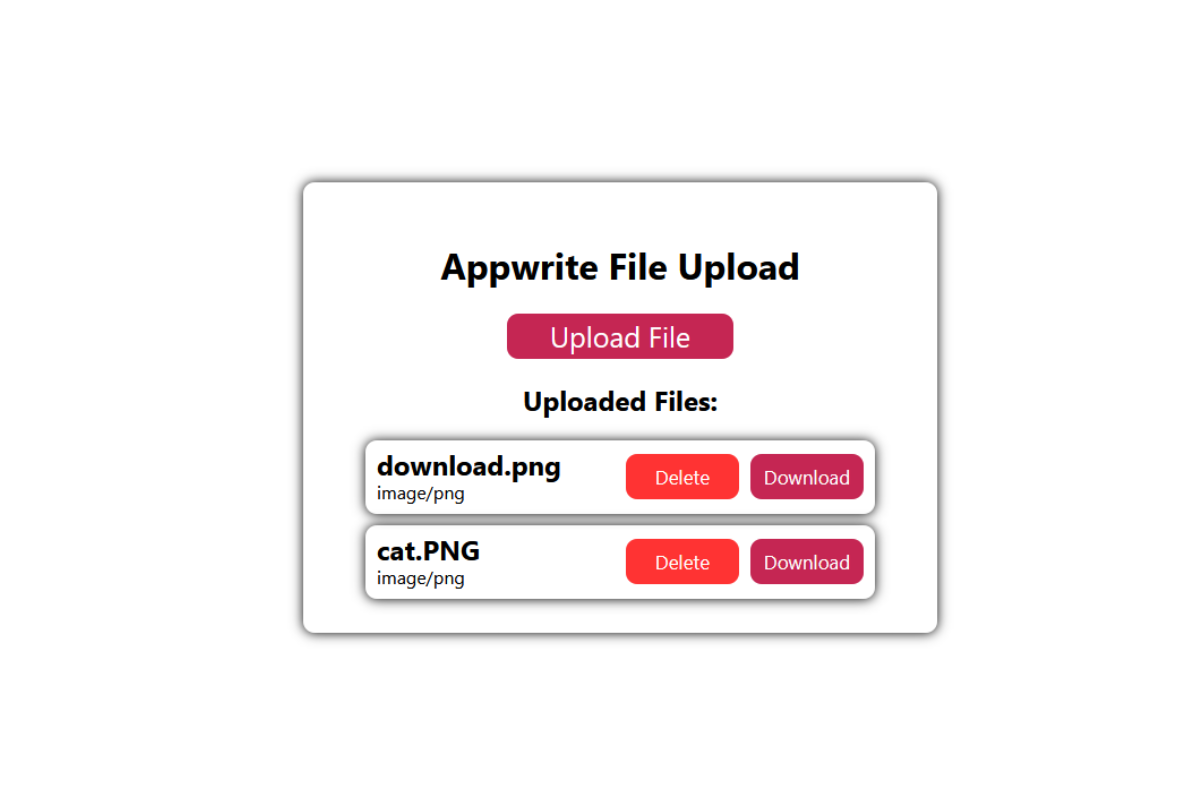 Appwrite File Upload
Upload File
Uploaded Files:
download.png
image/png
Delete
Download
cat.PNG
image/png
Delete
Download